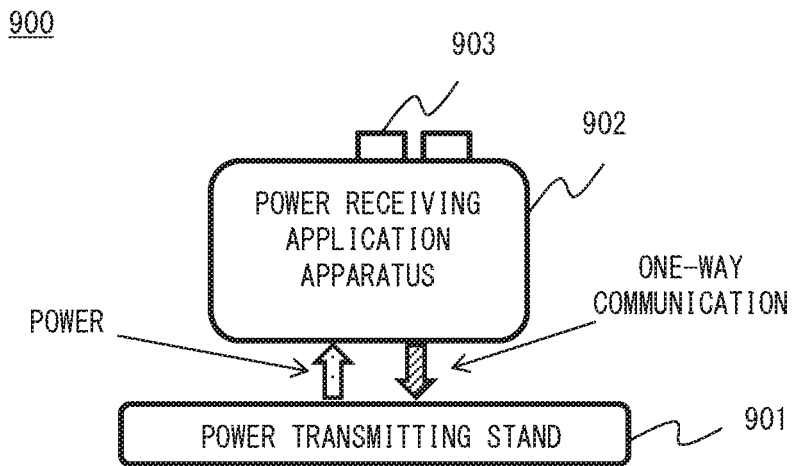 900
903
902
POWER RECEIVING
APPLICATION
APPARATUS
ONE-WAY
COMMUNICATION
POWER
901
POWER TRANSMITTING STAND